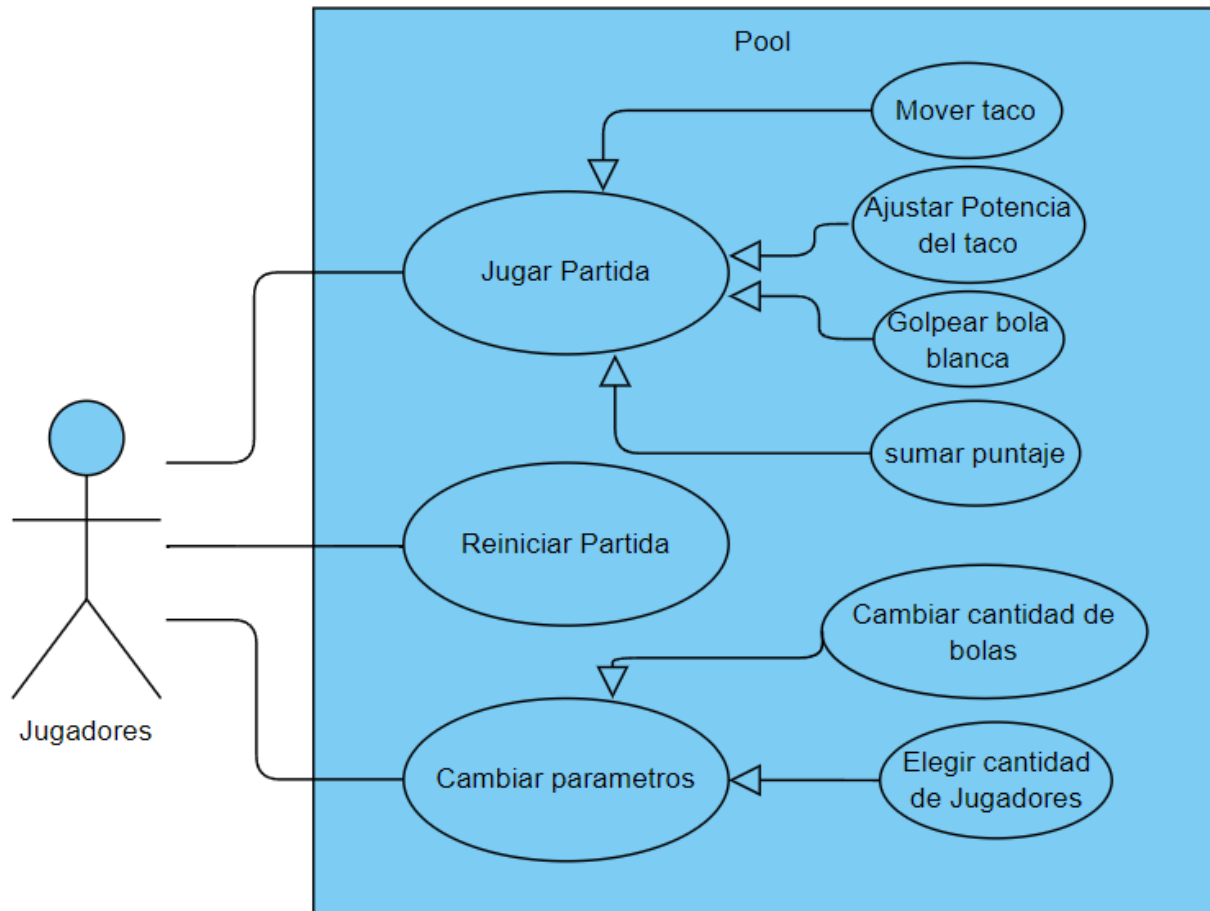 Pool
Mover taco
Ajustar Potencia
del taco
Jugar Partida
Golpear bola
blanca
sumar puntaje
Reiniciar Partida
Cambiar cantidad de
bolas
Jugadores
Cambiar parametros
Elegir cantidad
de Jugadores